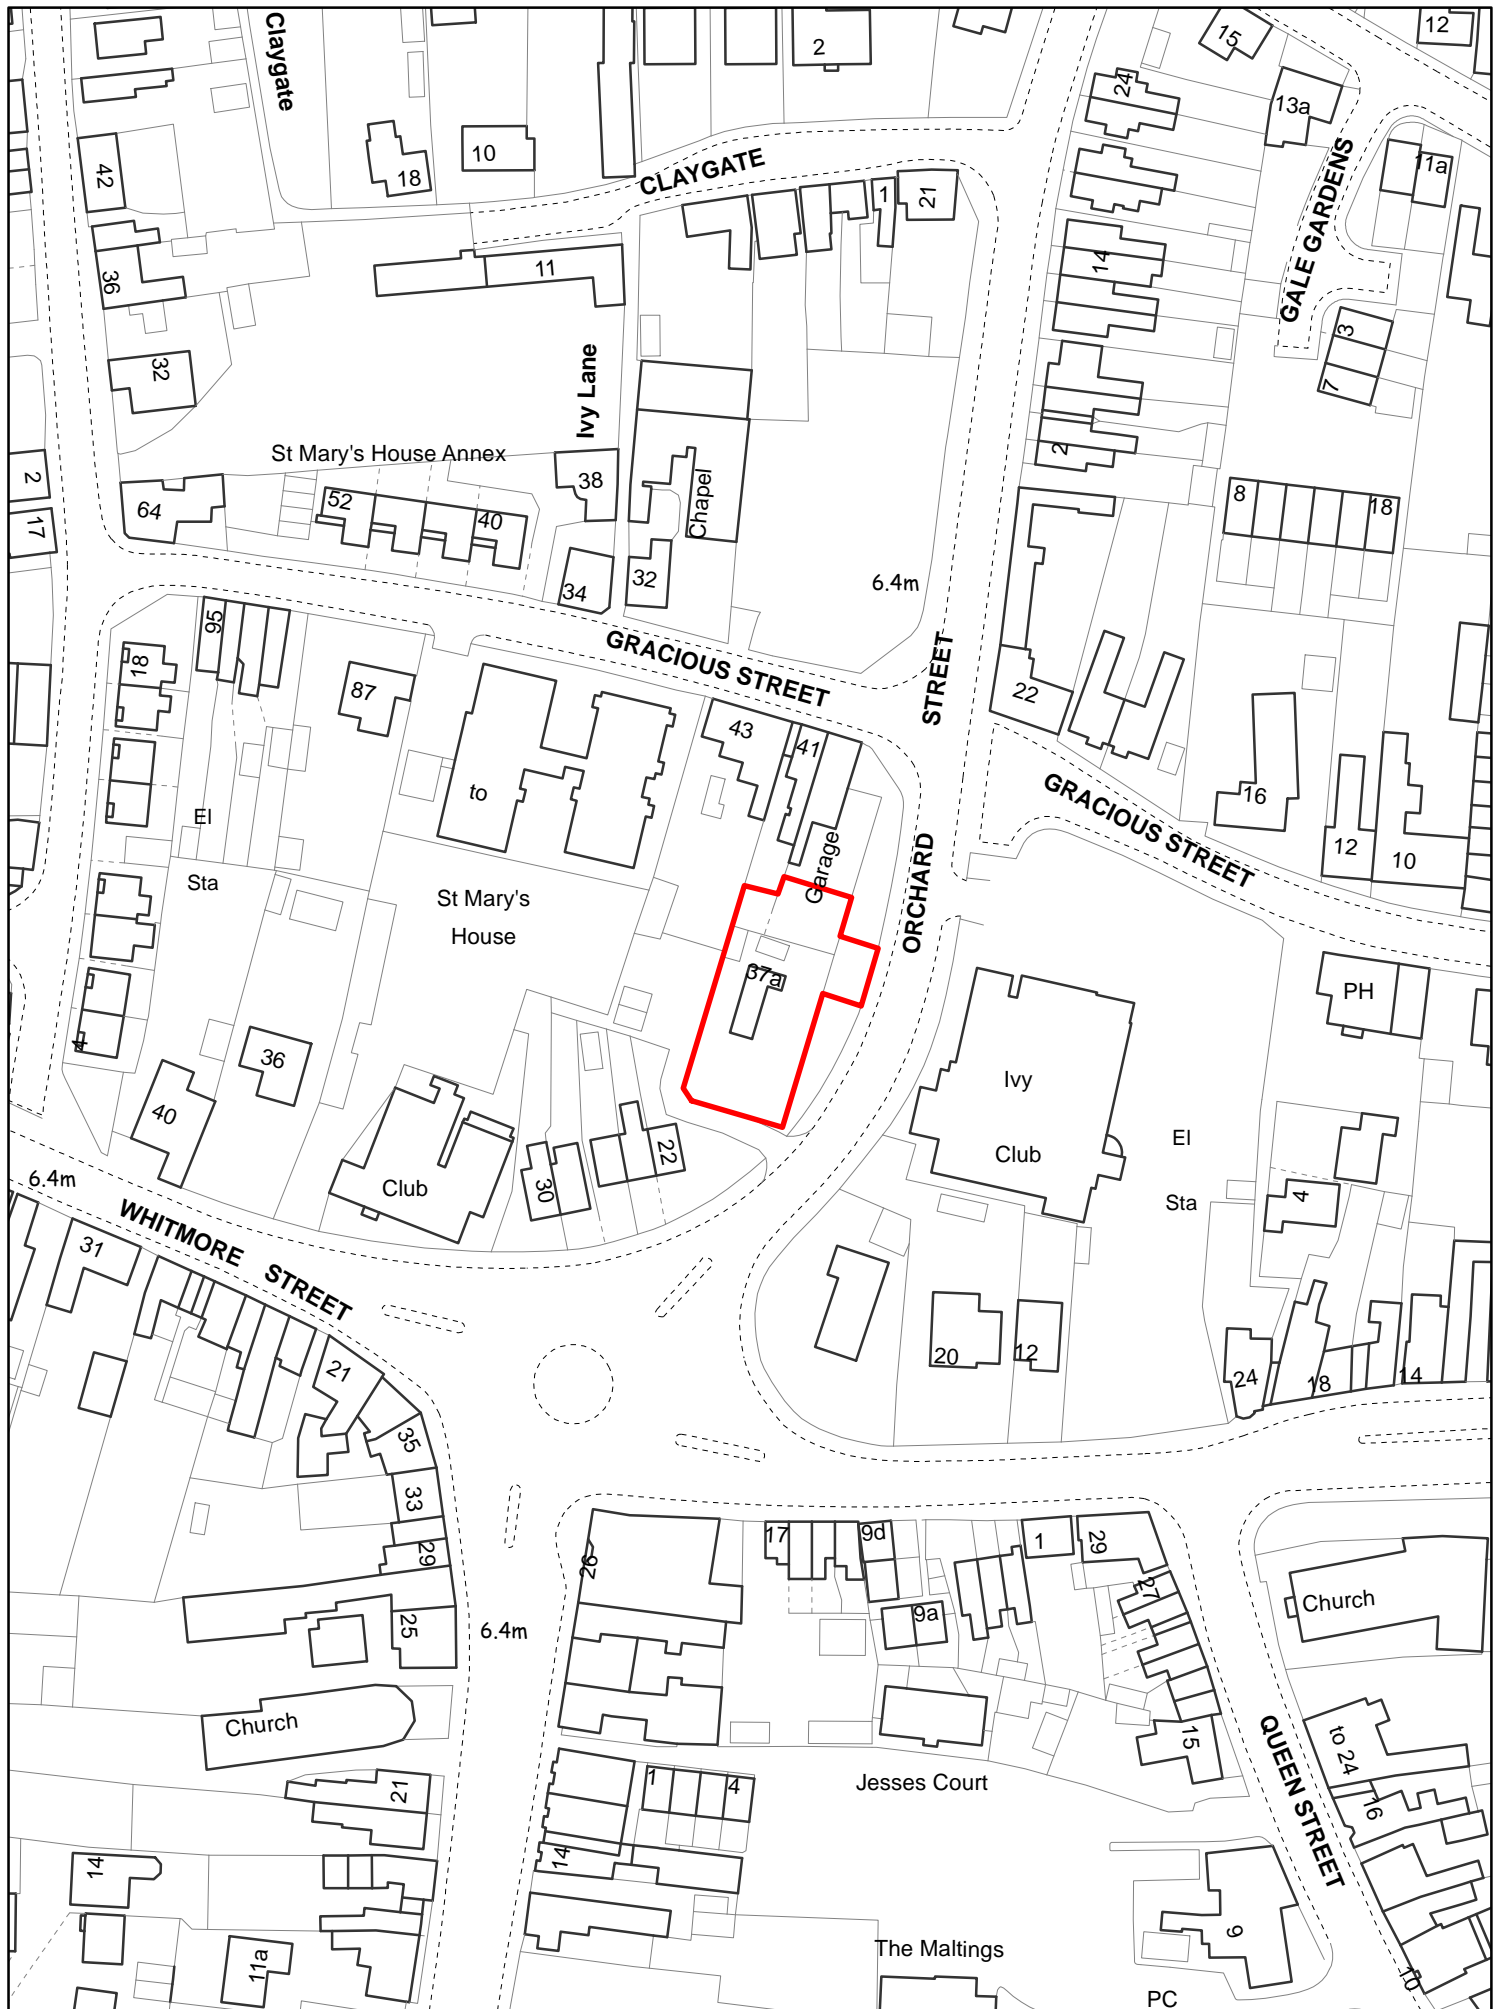 Claygate
2
15
12
24
13a
42
18
10
CLAYGATE
11a
1
21
GALE GARDENS
36
11
14
3
7
32
Ivy Lane
St Mary's House Annex
2
2
17
64
52
40
38
Chapel
8
18
34
32
6.4m
95
18
GRACIOUS STREET
STREET
22
87
43
41
to
GRACIOUS STREET
16
El
Sta
Garage
ORCHARD
12
10
St Mary's
House
37a
PH
4
36
40
Ivy
Club
El
Sta
6.4m
Club
30
22
4
WHITMORE STREET
31
21
20
12
24
18
14
35
33
29
26
17
9d
1
29
27
Church
9a
25
6.4m
Church
15
QUEEN STREET
to 24
16
21
1
4
Jesses Court
14
14
9
11a
The Maltings
10
PC